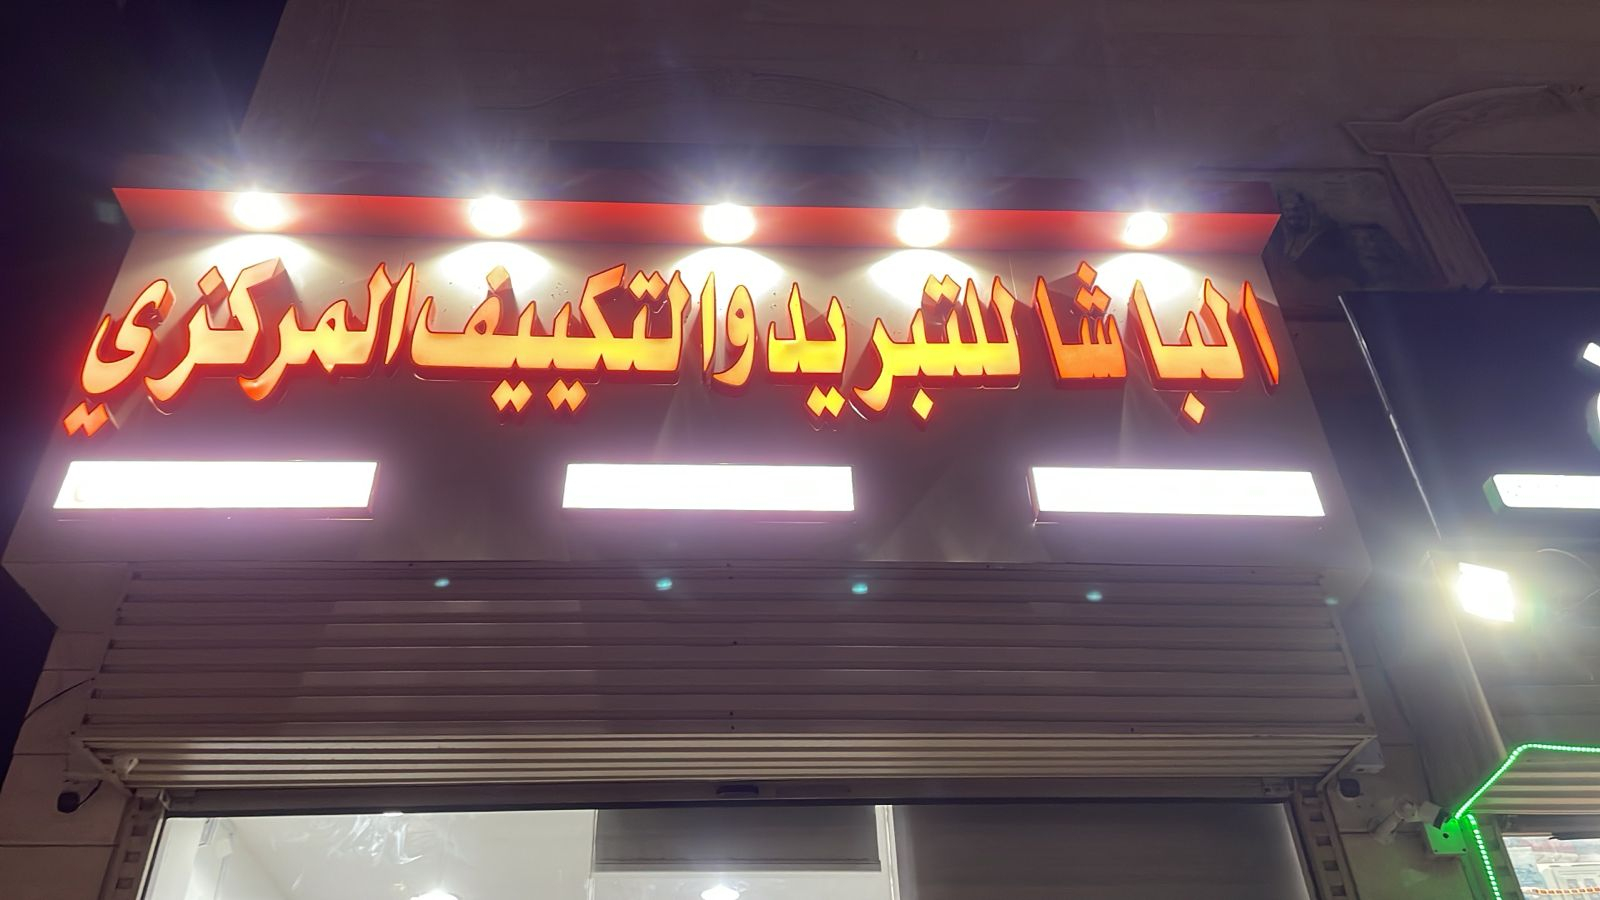 الباشا للتبريد والتكييف المركزي